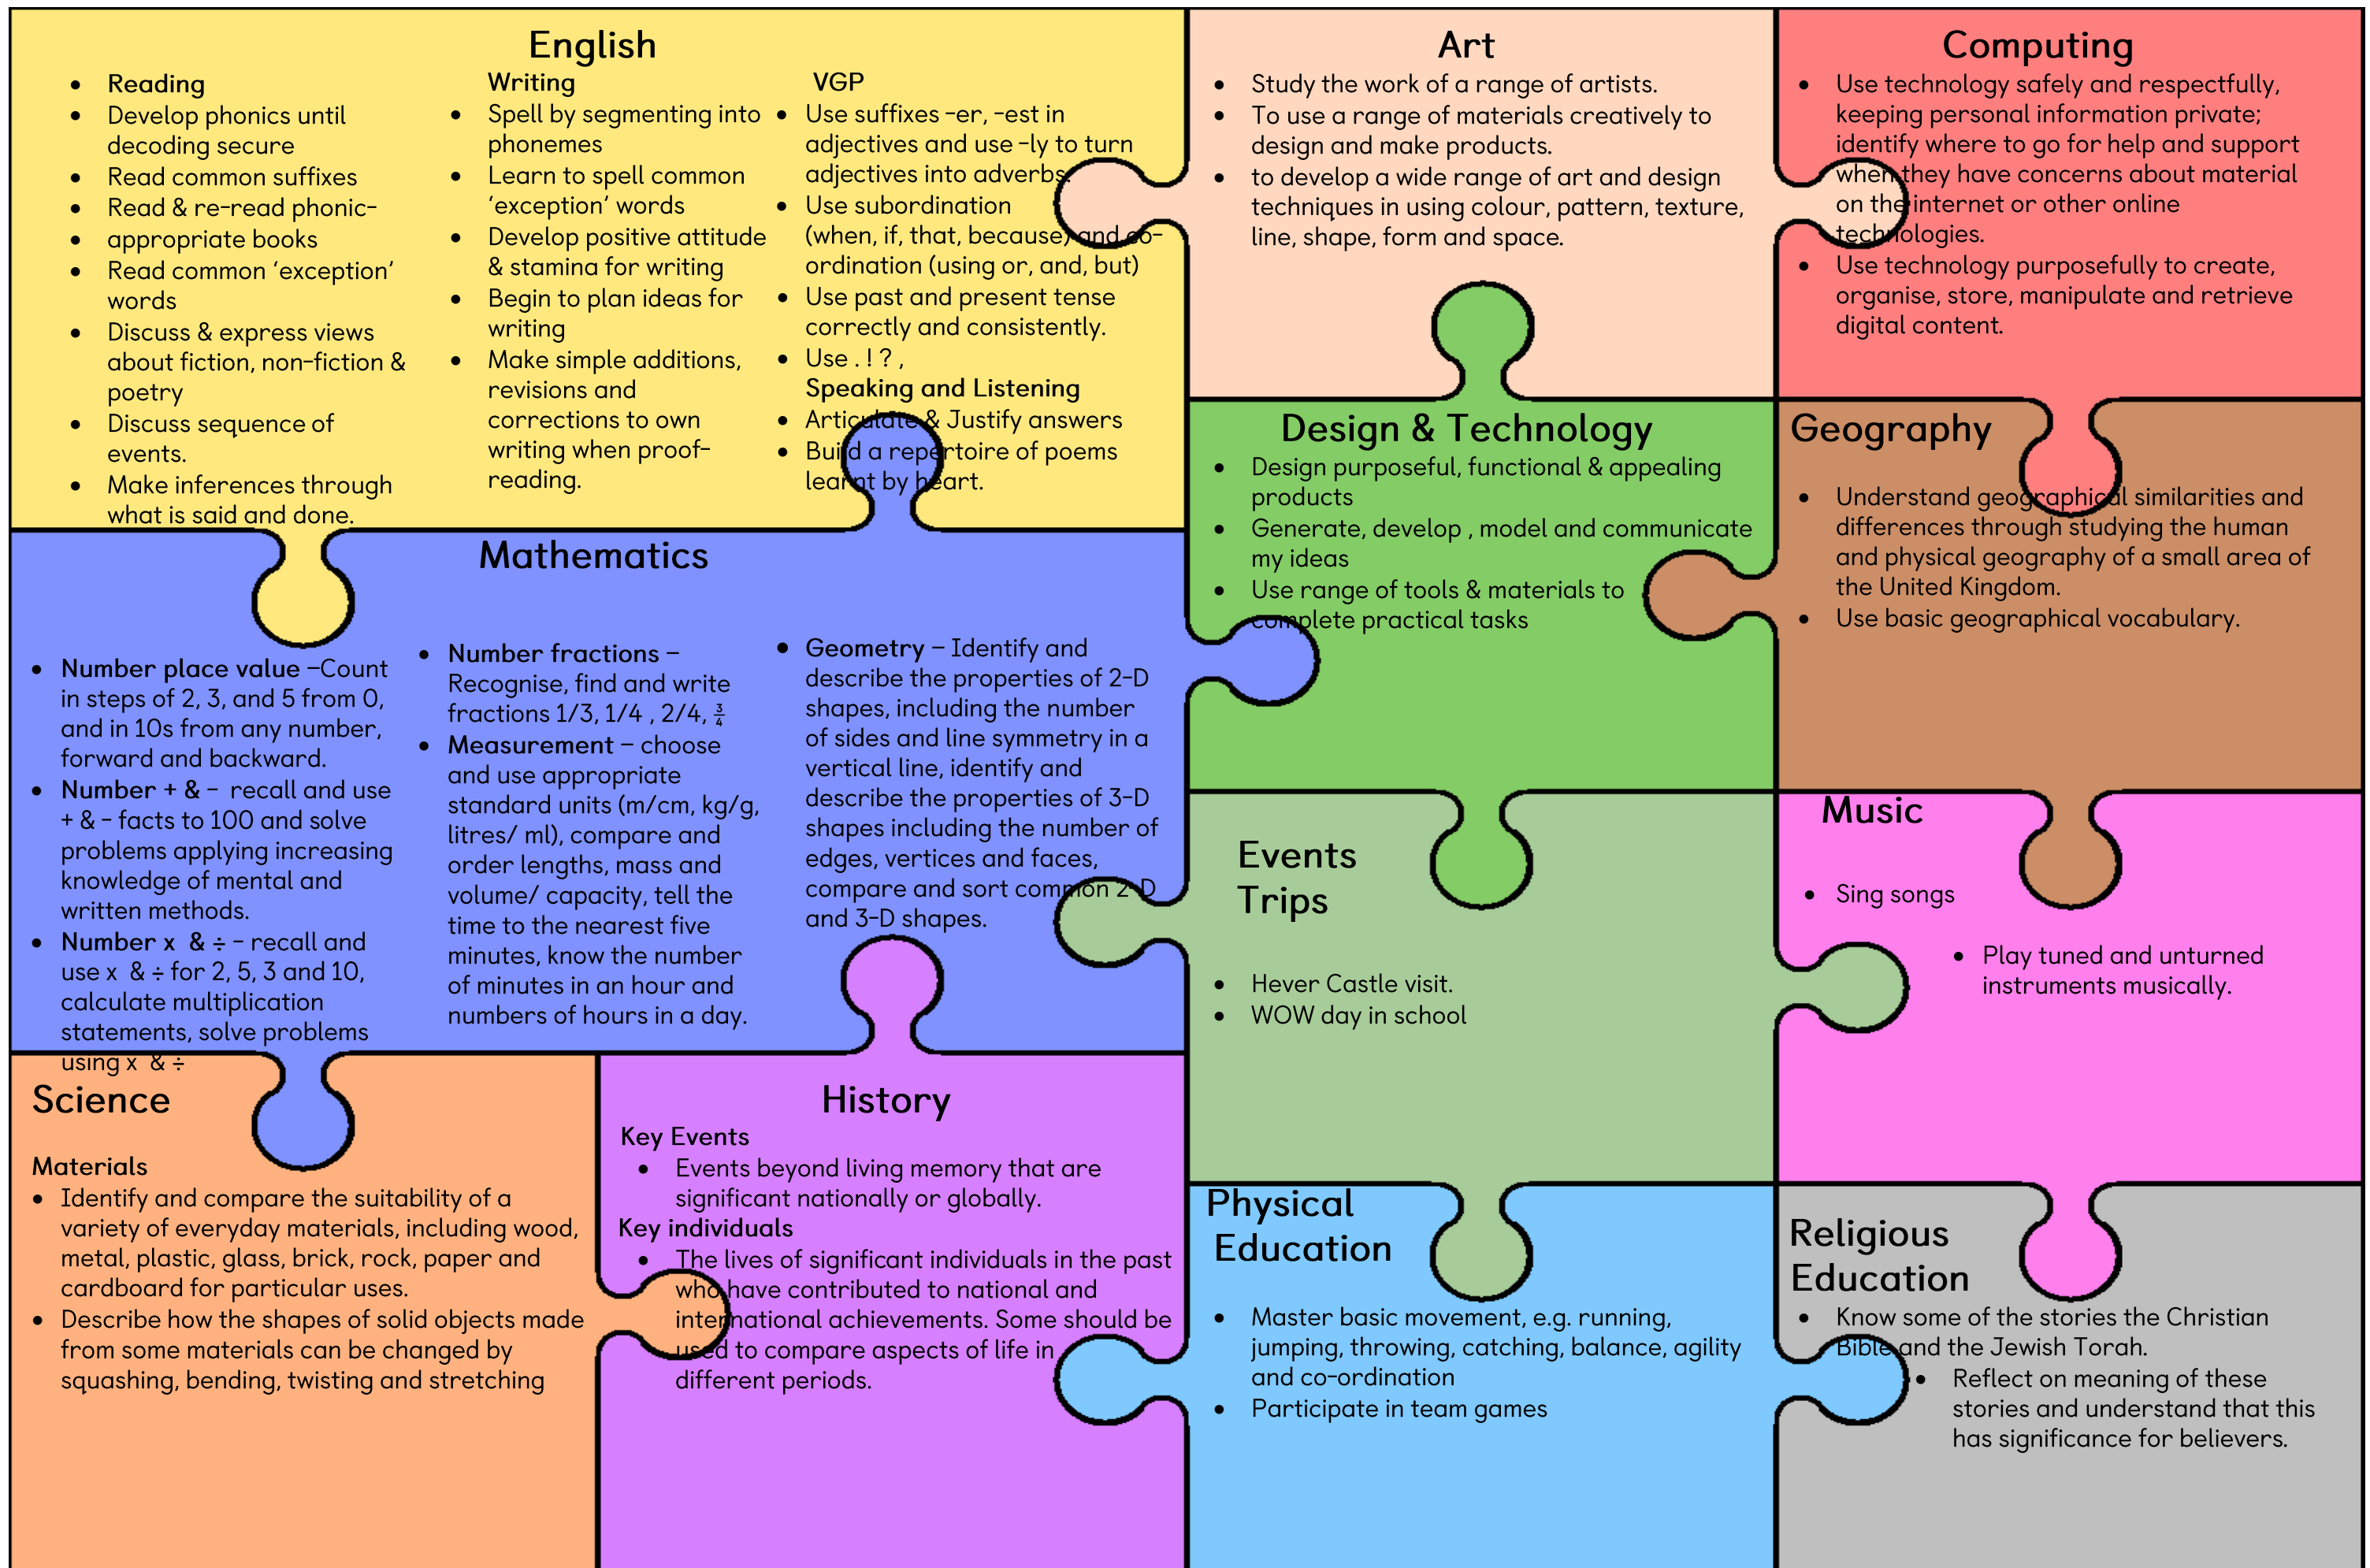 English
• Reading
• Develop phonics until
decoding secure
• Read common suffixes
• Read & re-read phonic-
• appropriate books
• Read common ‘exception’
words
• Discuss & express views
about fiction, non-fiction &
poetry
• Discuss sequence of
events.
• Make inferences through
what is said and done.
Writing
• Spell by segmenting into
phonemes
• Learn to spell common
‘exception’ words
• Develop positive attitude
& stamina for writing
• Begin to plan ideas for
writing
• Make simple additions,
revisions and
corrections to own
writing when proof-
reading.
VGP
• Use suffixes -er, -est in
adjectives and use -ly to turn
adjectives into adverbs.
• Use subordination
(when, if, that, because) and co-
ordination (using or, and, but)
• Use past and present tense
correctly and consistently.
• Use . ! ? ,
Speaking and Listening
• Articulate & Justify answers
• Build a repertoire of poems
learnt by heart.
Art
• Study the work of a range of artists.
• To use a range of materials creatively to
design and make products.
• to develop a wide range of art and design
techniques in using colour, pattern, texture,
line, shape, form and space.
Computing
• Use technology safely and respectfully,
keeping personal information private;
identify where to go for help and support
when they have concerns about material
on the internet or other online
technologies.
• Use technology purposefully to create,
organise, store, manipulate and retrieve
digital content.
Mathematics
• Number place value –Count
in steps of 2, 3, and 5 from 0,
and in 10s from any number,
forward and backward.
• Number + & - recall and use
+ & - facts to 100 and solve
problems applying increasing
knowledge of mental and
written methods.
• Number x & ÷ - recall and
use x & ÷ for 2, 5, 3 and 10,
calculate multiplication
statements, solve problems
using x & ÷
• Number fractions –
Recognise, find and write
fractions 1/3, 1/4 , 2/4, ¾
• Measurement – choose
and use appropriate
standard units (m/cm, kg/g,
litres/ ml), compare and
order lengths, mass and
volume/ capacity, tell the
time to the nearest five
minutes, know the number
of minutes in an hour and
numbers of hours in a day.
• Geometry – Identify and
describe the properties of 2-D
shapes, including the number
of sides and line symmetry in a
vertical line, identify and
describe the properties of 3-D
shapes including the number of
edges, vertices and faces,
compare and sort common 2-D
and 3-D shapes.
Design & Technology
• Design purposeful, functional & appealing
products
• Generate, develop , model and communicate
my ideas
• Use range of tools & materials to
complete practical tasks
Geography
• Understand geographical similarities and
differences through studying the human
and physical geography of a small area of
the United Kingdom.
• Use basic geographical vocabulary.
Events
Trips
• Hever Castle visit.
• WOW day in school
Music
• Sing songs
• Play tuned and unturned
instruments musically.
Science
Materials
• Identify and compare the suitability of a
variety of everyday materials, including wood,
metal, plastic, glass, brick, rock, paper and
cardboard for particular uses.
• Describe how the shapes of solid objects made
from some materials can be changed by
squashing, bending, twisting and stretching
History
Key Events
• Events beyond living memory that are
significant nationally or globally.
Key individuals
• The lives of significant individuals in the past
who have contributed to national and
international achievements. Some should be
used to compare aspects of life in
different periods.
Physical
Education
• Master basic movement, e.g. running,
jumping, throwing, catching, balance, agility
and co-ordination
• Participate in team games
Religious
Education
• Know some of the stories the Christian
Bible and the Jewish Torah.
• Reflect on meaning of these
stories and understand that this
has significance for believers.